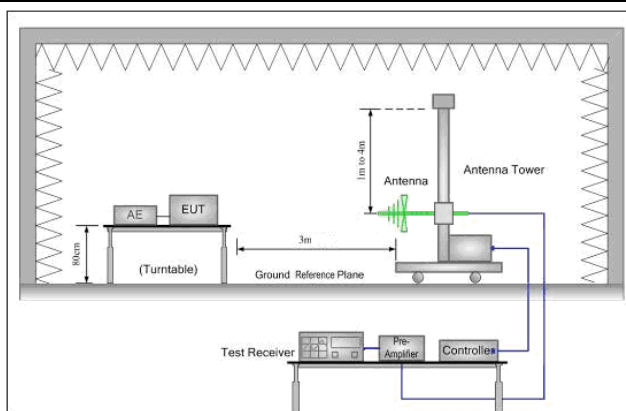 1m to 4m
Antenna
Antenna Tower
AE
EUT
80cm
3m
(Turntable)
Ground Reference Plane
Test Receiver
Pre-
Amplifier
Controller